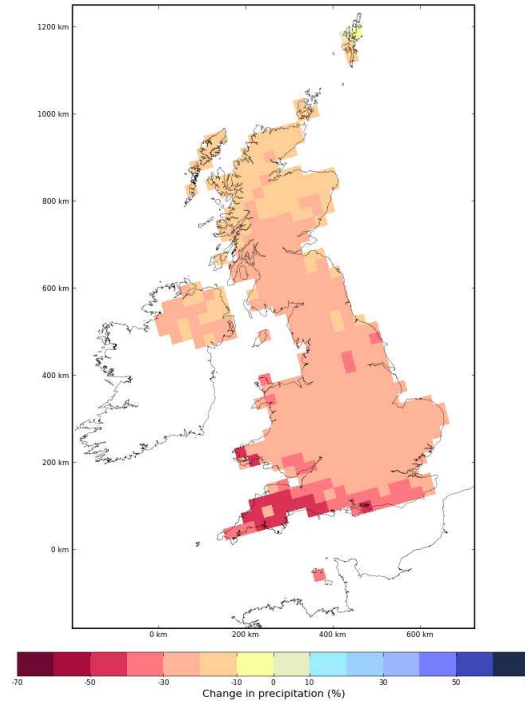 1200 km
1000 km
800 km
600 km
400 km
200 km
0 km
0 km 200 km 400 km 600 km
-70 -50 -30 -10 0 10 30 50
Change in precipitation (%)